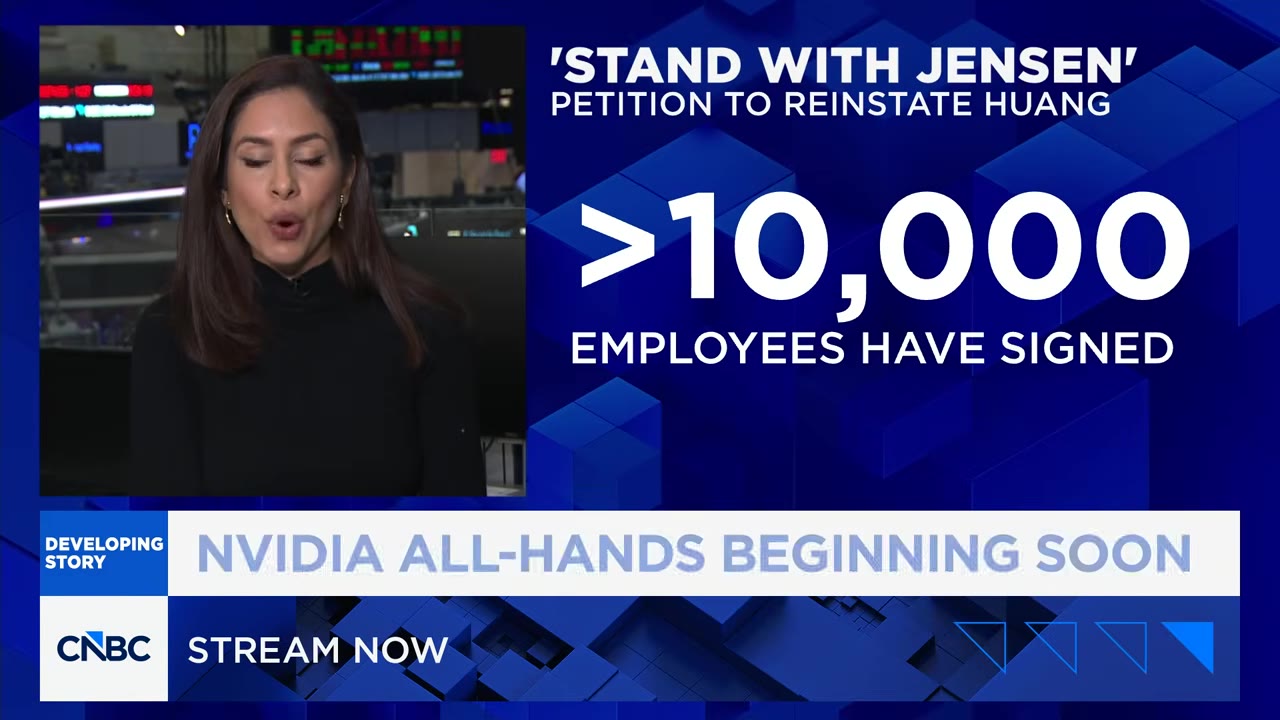 'STAND WITH JENSEN'
PETITION TO REINSTATE HUANG
>10,000
EMPLOYEES HAVE SIGNED
DEVELOPING
STORY
NVIDIA ALL-HANDS BEGINNING SOON
CNBC
STREAM NOW